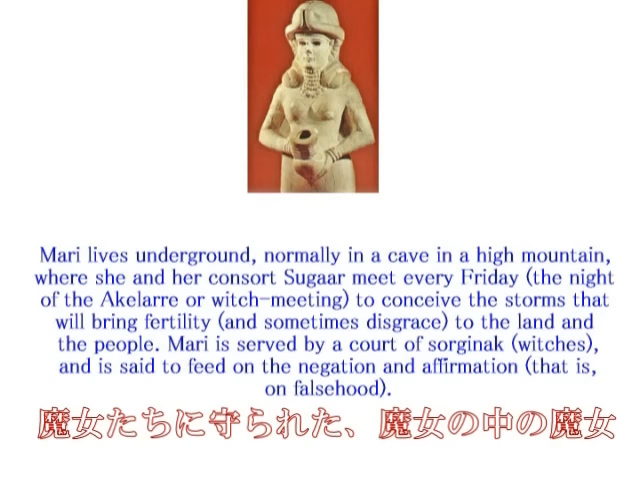 Mari lives underground, normally in a cave in a high mountain,
where she and her consort Sugaar meet every Friday (the night
of the Akelarre or witch-meeting) to conceive the storms that
will bring fertility (and sometimes disgrace) to the land and
the people. Mari is served by a court of sorginak (witches),
and is said to feed on the negation and affirmation (that is,
on falsehood).
魔女たちに守られた、魔女の中の魔女